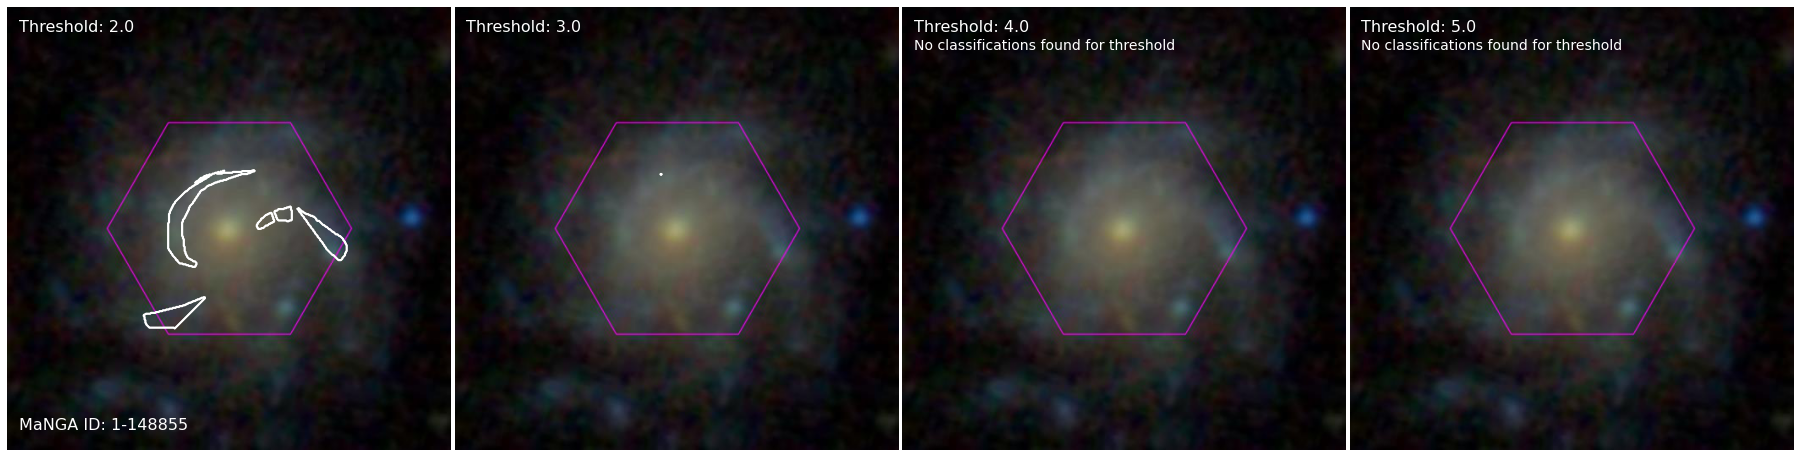 Threshold: 2.0
MaNGA ID: 1-148855
Threshold: 3.0
Threshold: 4.0
No classifications found for threshold
Threshold: 5.0
No classifications found for threshold